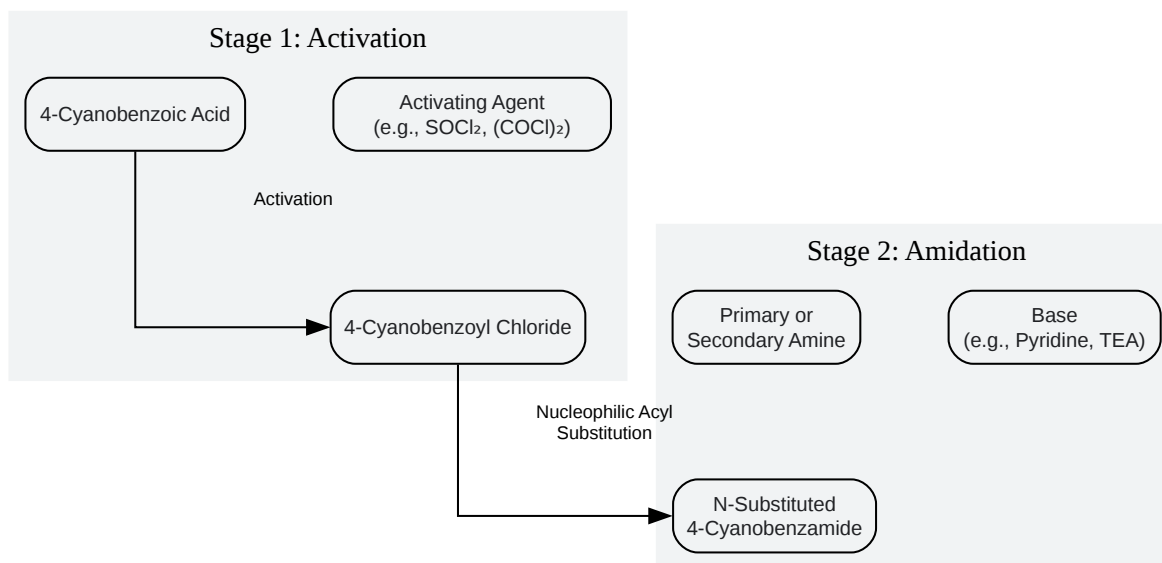 Stage 1: Activation
4-Cyanobenzoic Acid
Activating Agent
(e.g., SOCl₂, (COCl)₂)
Activation
4-Cyanobenzoyl Chloride
Stage 2: Amidation
Primary or
Secondary Amine
Base
(e.g., Pyridine, TEA)
Nucleophilic Acyl
Substitution
N-Substituted
4-Cyanobenzamide